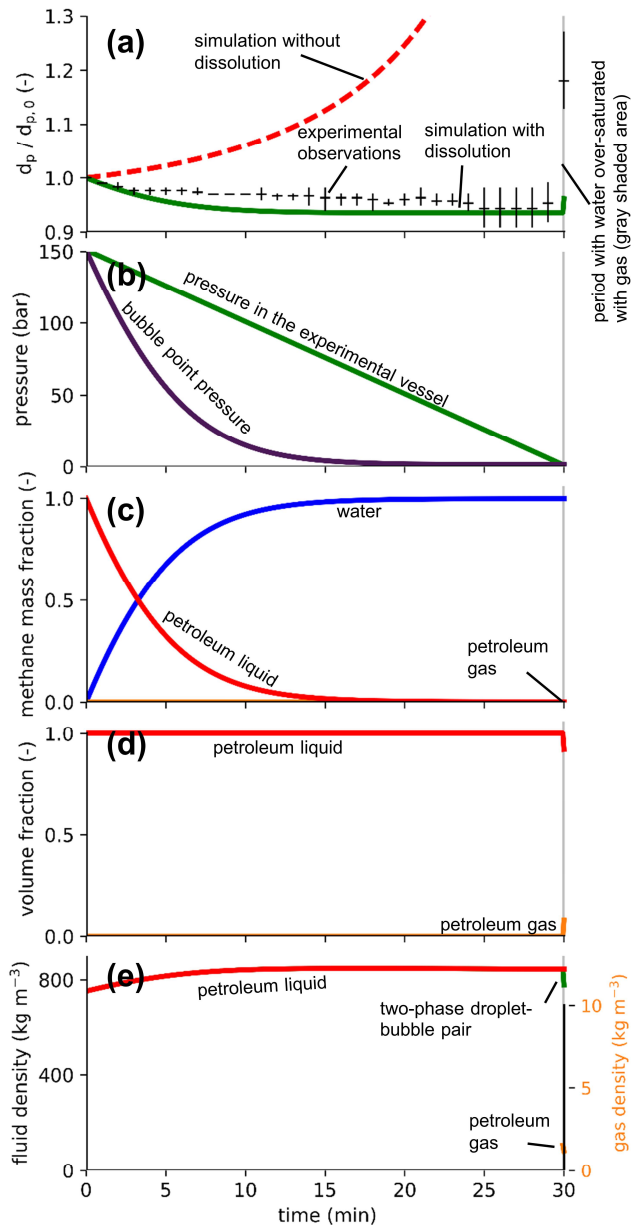 (a)
d_p / d_p,0 (-)
1.3
1.2
1.1
1.0
0.9
simulation without
dissolution
experimental
observations
simulation with
dissolution
period with water over-saturated
with gas (gray shaded area)
(b)
pressure (bar)
150
100
50
0
pressure in the experimental vessel
bubble point pressure
(c)
methane mass fraction (-)
1.0
0.5
0.0
water
petroleum liquid
petroleum
gas
(d)
volume fraction (-)
1.0
0.5
0.0
petroleum liquid
petroleum gas
(e)
fluid density (kg m⁻³)
800
400
0
petroleum liquid
two-phase droplet-
bubble pair
petroleum
gas
10
5
0
gas density (kg m⁻³)
0 5 10 15 20 25 30
time (min)